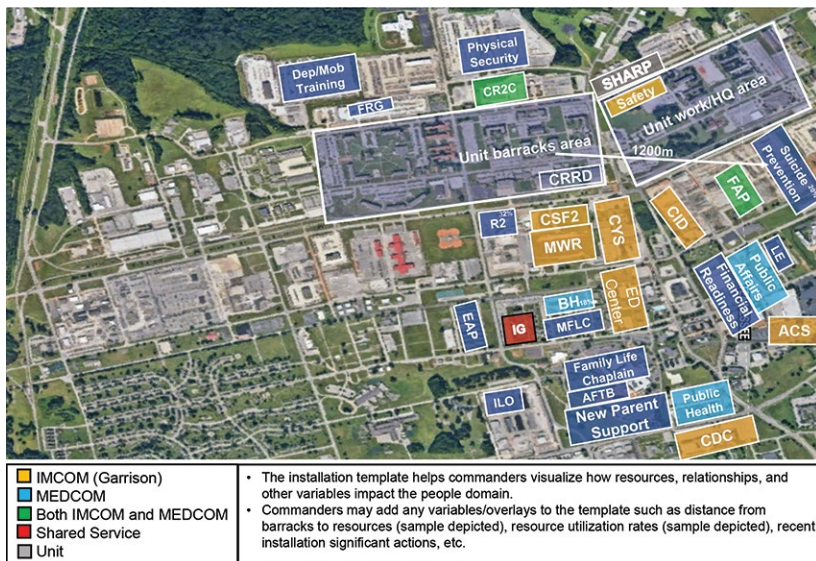 Dep/Mob
Training
Physical
Security
FRG
CR2C
SHARP
Safety
Unit work/HQ area
Unit barracks area
1200m
CRRD
Suicide
Prevention
FAP
R2
32%
CSF2
MWR
CYS
CID
LE
Public
Affairs
Financial
Readiness
ACS
EAP
IG
BH 18%
MFLC
ED
Center
Family Life
Chaplain
AFTB
ILO
New Parent
Support
Public
Health
CDC
IMCOM (Garrison)
MEDCOM
Both IMCOM and MEDCOM
Shared Service
Unit
• The installation template helps commanders visualize how resources, relationships, and
other variables impact the people domain.
• Commanders may add any variables/overlays to the template such as distance from
barracks to resources (sample depicted), resource utilization rates (sample depicted), recent
installation significant actions, etc.